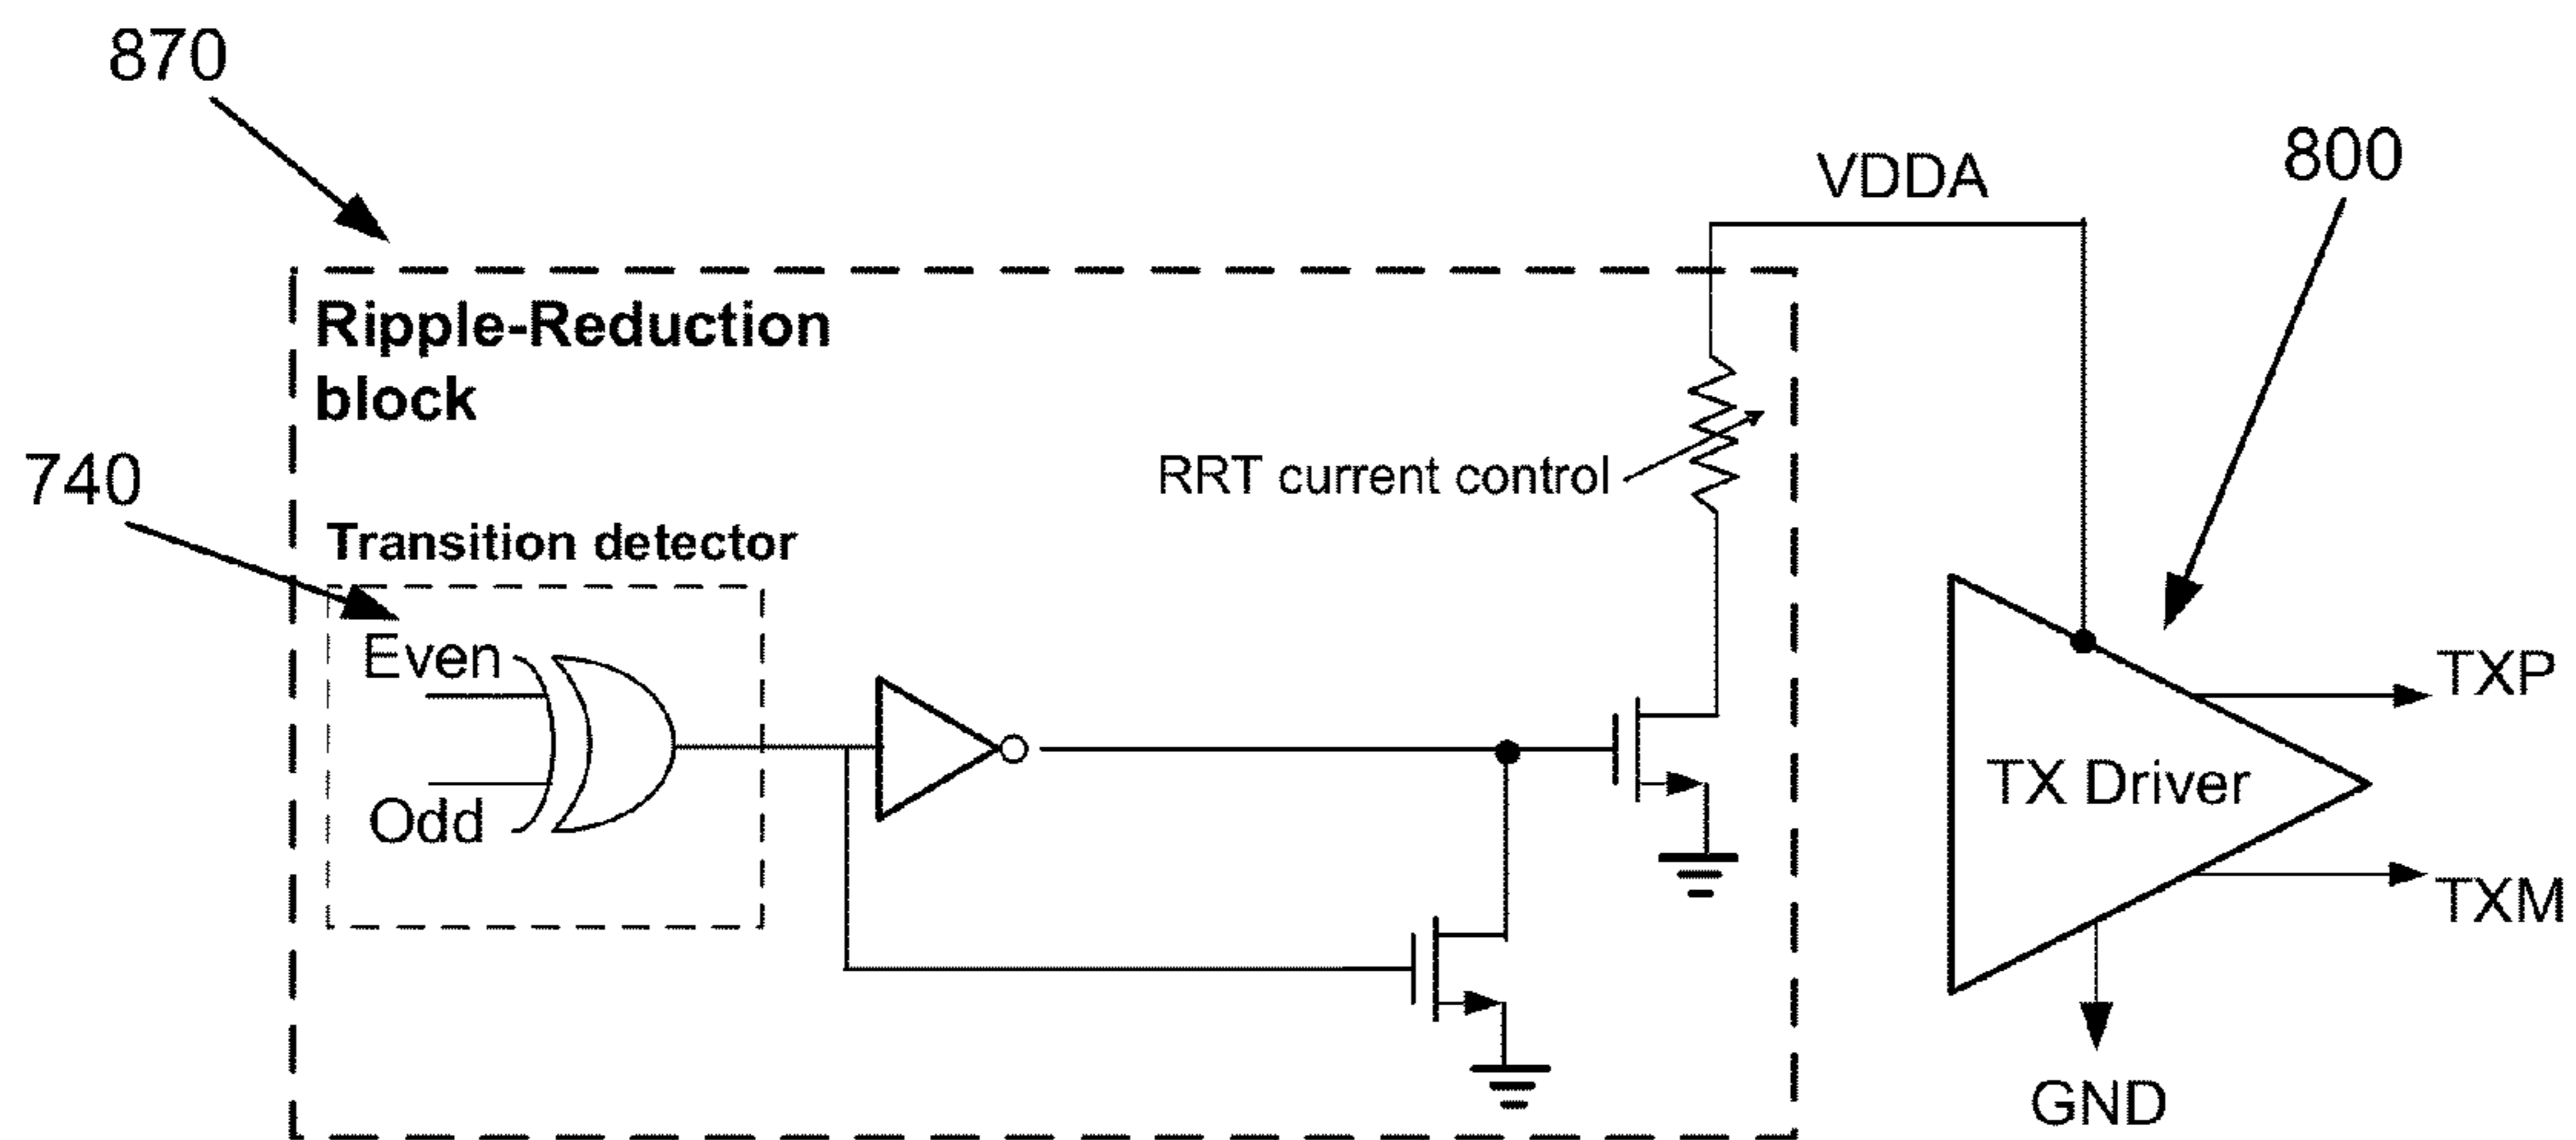 870
VDDA
800
Ripple-Reduction
block
RRT current control
740
Transition detector
Even
Odd
TX Driver
TXP
TXM
GND